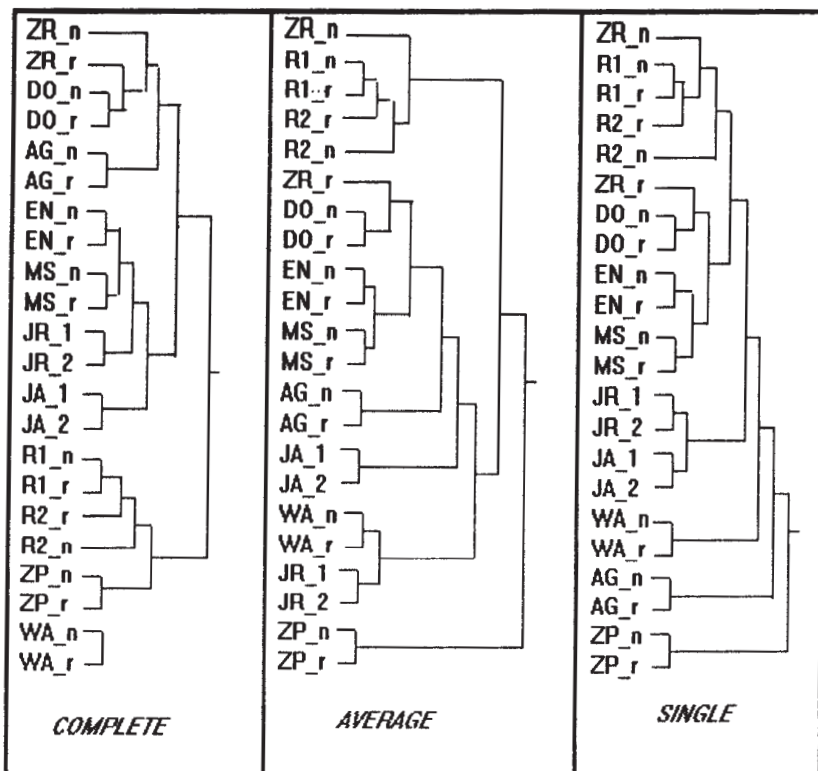 ZR_n
ZR_r
DO_n
DO_r
AG_n
AG_r
EN_n
EN_r
MS_n
MS_r
JR_1
JR_2
JA_1
JA_2
R1_n
R1_r
R2_r
R2_n
ZP_n
ZP_r
WA_n
WA_r
COMPLETE
ZR_n
R1_n
R1_r
R2_r
R2_n
ZR_r
DO_n
DO_r
EN_n
EN_r
MS_n
MS_r
AG_n
AG_r
JA_1
JA_2
WA_n
WA_r
JR_1
JR_2
ZP_n
ZP_r
AVERAGE
ZR_n
R1_n
R1_r
R2_r
R2_n
ZR_r
DO_n
DO_r
EN_n
EN_r
MS_n
MS_r
JR_1
JR_2
JA_1
JA_2
WA_n
WA_r
AG_n
AG_r
ZP_n
ZP_r
SINGLE